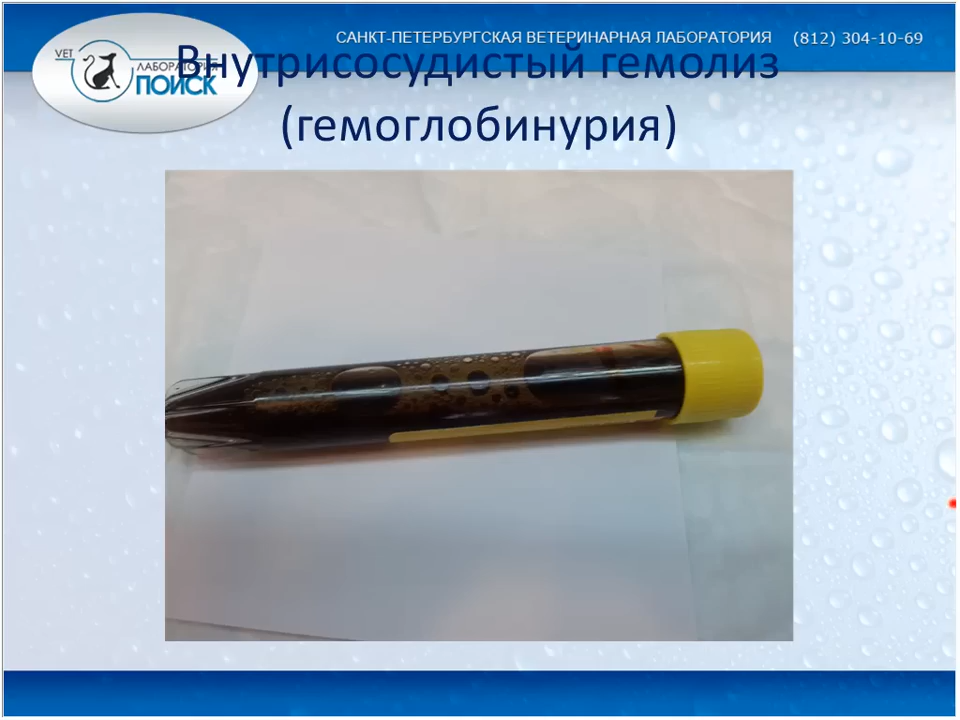 САНКТ-ПЕТЕРБУРГСКАЯ ВЕТЕРИНАРНАЯ ЛАБОРАТОРИЯ (812) 304-10-69
VET
ЛАБОРАТОРИЯ
ПОИСК
Внутрисосудистый гемолиз
(гемоглобинурия)